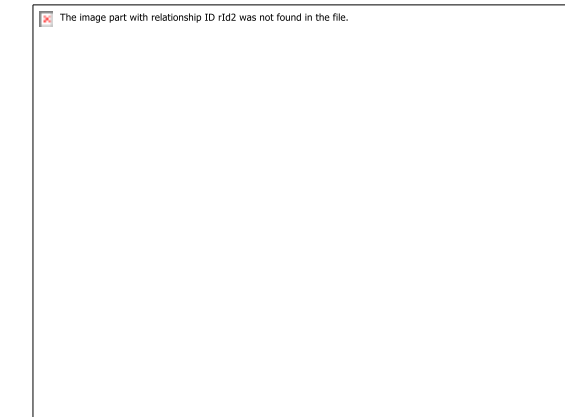 The image part with relationship ID rId2 was not found in the file.